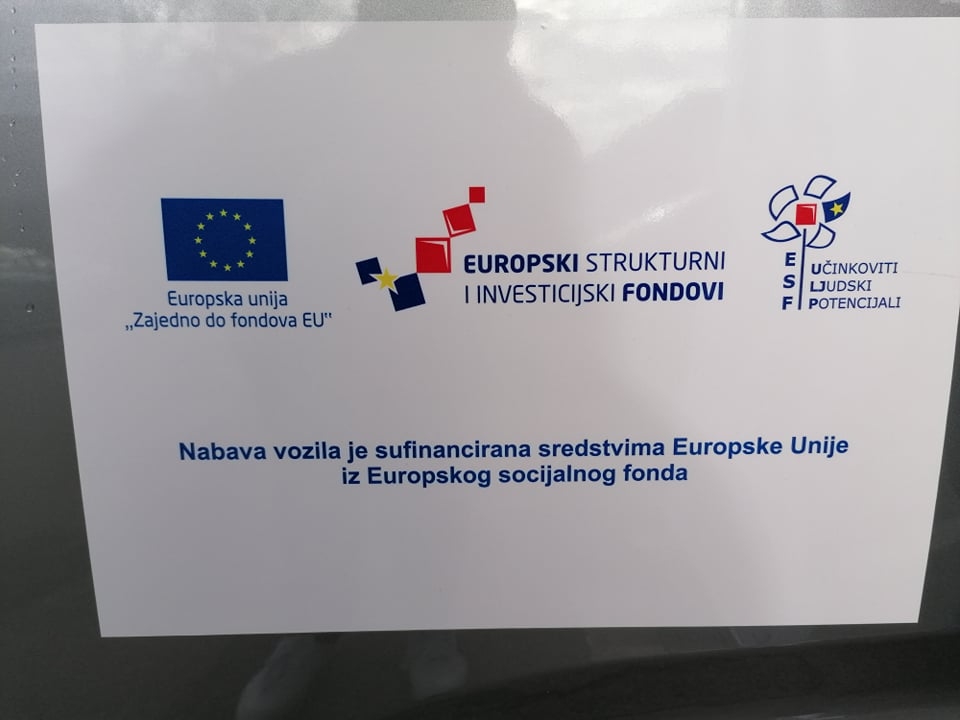 Europska unija
„Zajedno do fondova EU“
EUROPSKI STRUKTURNI
I INVESTICIJSKI FONDOVI
ESF
UČINKOVITI
LJUDSKI
POTENCIJALI
Nabava vozila je sufinancirana sredstvima Europske Unije
iz Europskog socijalnog fonda